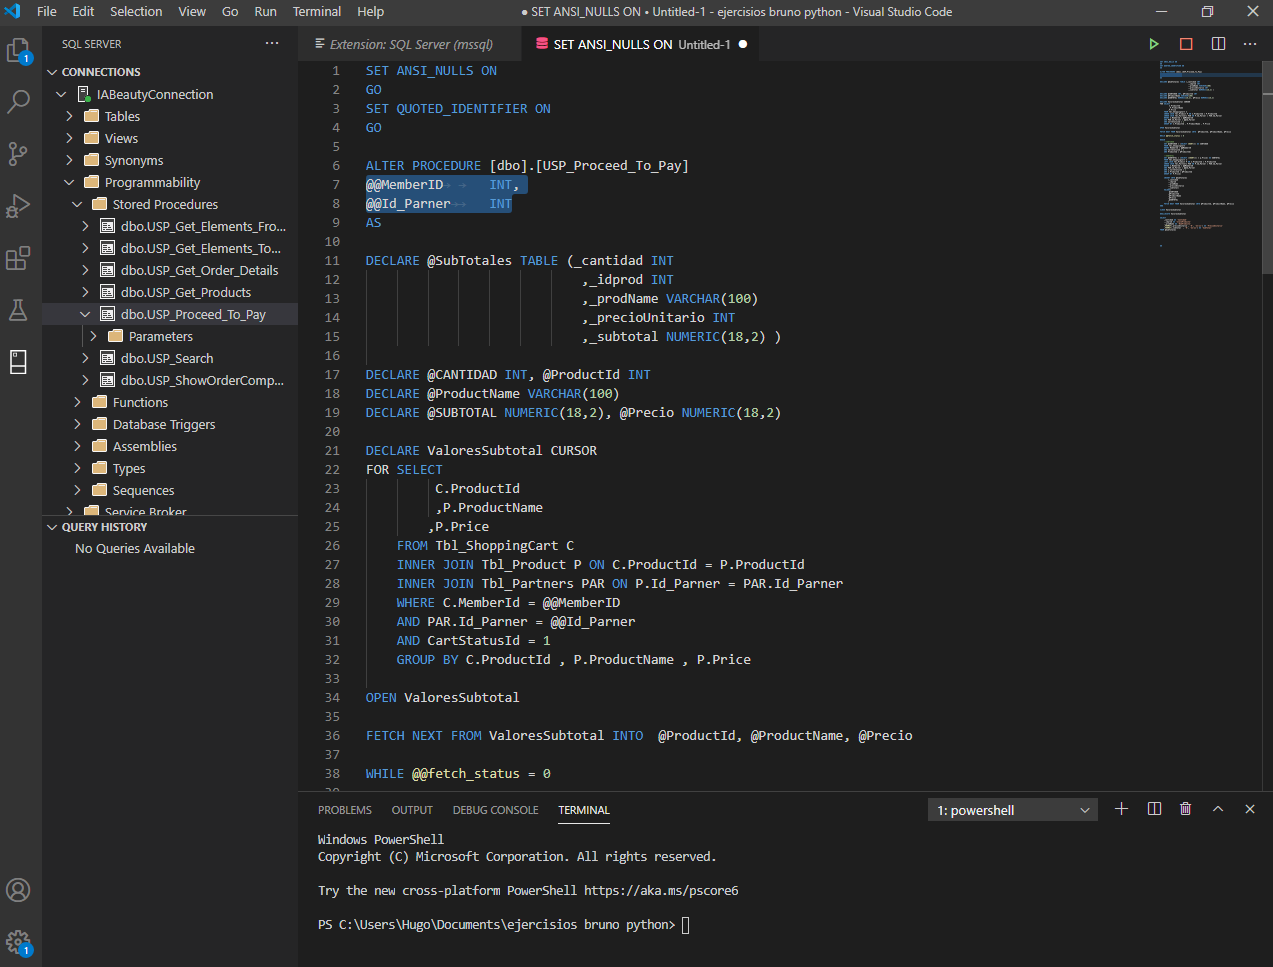 File Edit Selection View Go Run Terminal Help
● SET ANSI_NULLS ON • Untitled-1 - ejercisios bruno python - Visual Studio Code
SQL SERVER ···
CONNECTIONS
IABeautyConnection
Tables
Views
Synonyms
Programmability
Stored Procedures
dbo.USP_Get_Elements_Fro...
dbo.USP_Get_Elements_To...
dbo.USP_Get_Order_Details
dbo.USP_Get_Products
dbo.USP_Proceed_To_Pay
Parameters
dbo.USP_Search
dbo.USP_ShowOrderComp...
Functions
Database Triggers
Assemblies
Types
Sequences
Service Broker
QUERY HISTORY
No Queries Available
1
1
Extension: SQL Server (mssql)
SET ANSI_NULLS ON Untitled-1 ●
1 SET ANSI_NULLS ON
2 GO
3 SET QUOTED_IDENTIFIER ON
4 GO
5
6 ALTER PROCEDURE [dbo].[USP_Proceed_To_Pay]
7 @@MemberID INT,
8 @@Id_Parner INT
9 AS
10
11 DECLARE @SubTotales TABLE (_cantidad INT
12 ,_idprod INT
13 ,_prodName VARCHAR(100)
14 ,_precioUnitario INT
15 ,_subtotal NUMERIC(18,2) )
16
17 DECLARE @CANTIDAD INT, @ProductId INT
18 DECLARE @ProductName VARCHAR(100)
19 DECLARE @SUBTOTAL NUMERIC(18,2), @Precio NUMERIC(18,2)
20
21 DECLARE ValoresSubtotal CURSOR
22 FOR SELECT
23 C.ProductId
24 ,P.ProductName
25 ,P.Price
26 FROM Tbl_ShoppingCart C
27 INNER JOIN Tbl_Product P ON C.ProductId = P.ProductId
28 INNER JOIN Tbl_Partners PAR ON P.Id_Parner = PAR.Id_Parner
29 WHERE C.MemberId = @@MemberID
30 AND PAR.Id_Parner = @@Id_Parner
31 AND CartStatusId = 1
32 GROUP BY C.ProductId , P.ProductName , P.Price
33
34 OPEN ValoresSubtotal
35
36 FETCH NEXT FROM ValoresSubtotal INTO @ProductId, @ProductName, @Precio
37
38 WHILE @@fetch_status = 0
PROBLEMS OUTPUT DEBUG CONSOLE TERMINAL 1: powershell
Windows PowerShell
Copyright (C) Microsoft Corporation. All rights reserved.
Try the new cross-platform PowerShell https://aka.ms/pscore6
PS C:\Users\Hugo\Documents\ejercisios bruno python>